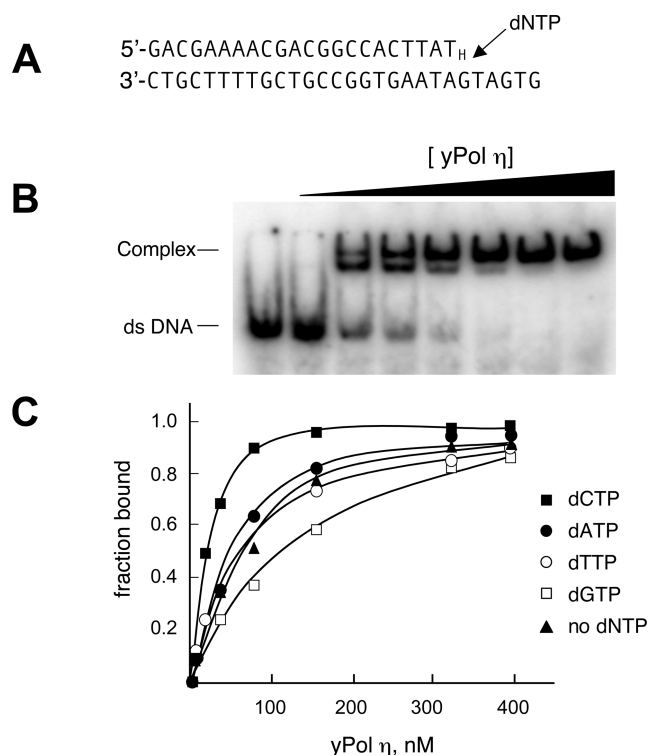 A
dNTP
5’-GACGAAAACGACGGCCACTTATH
3’-CTGCTTTTGCTGCCGGTGAATAGTAGTG
[ yPol η]
B
Complex
ds DNA
C
1.0
0.8
0.6
0.4
0.2
fraction bound
100
200
300
400
yPol η, nM
dCTP
dATP
dTTP
dGTP
no dNTP